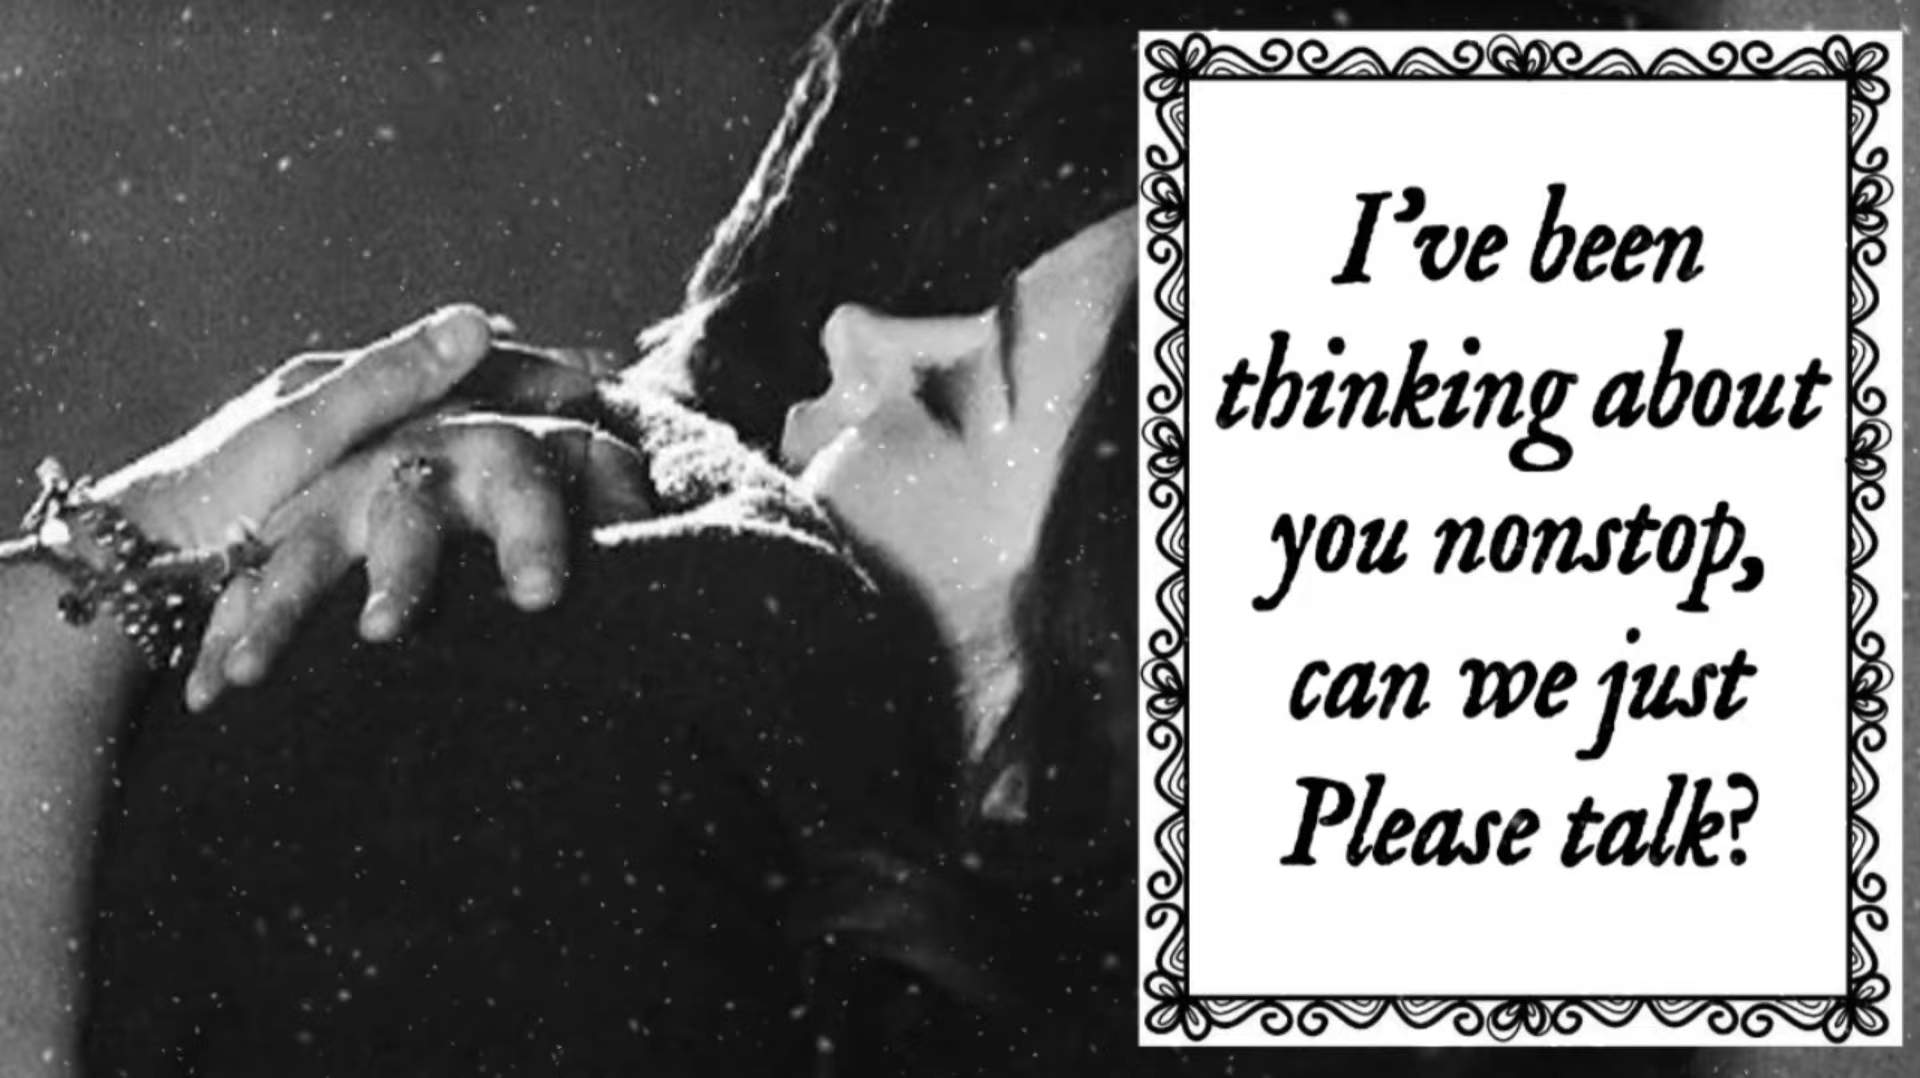 I've been
thinking about
you nonstop,
can we just
Please talk?